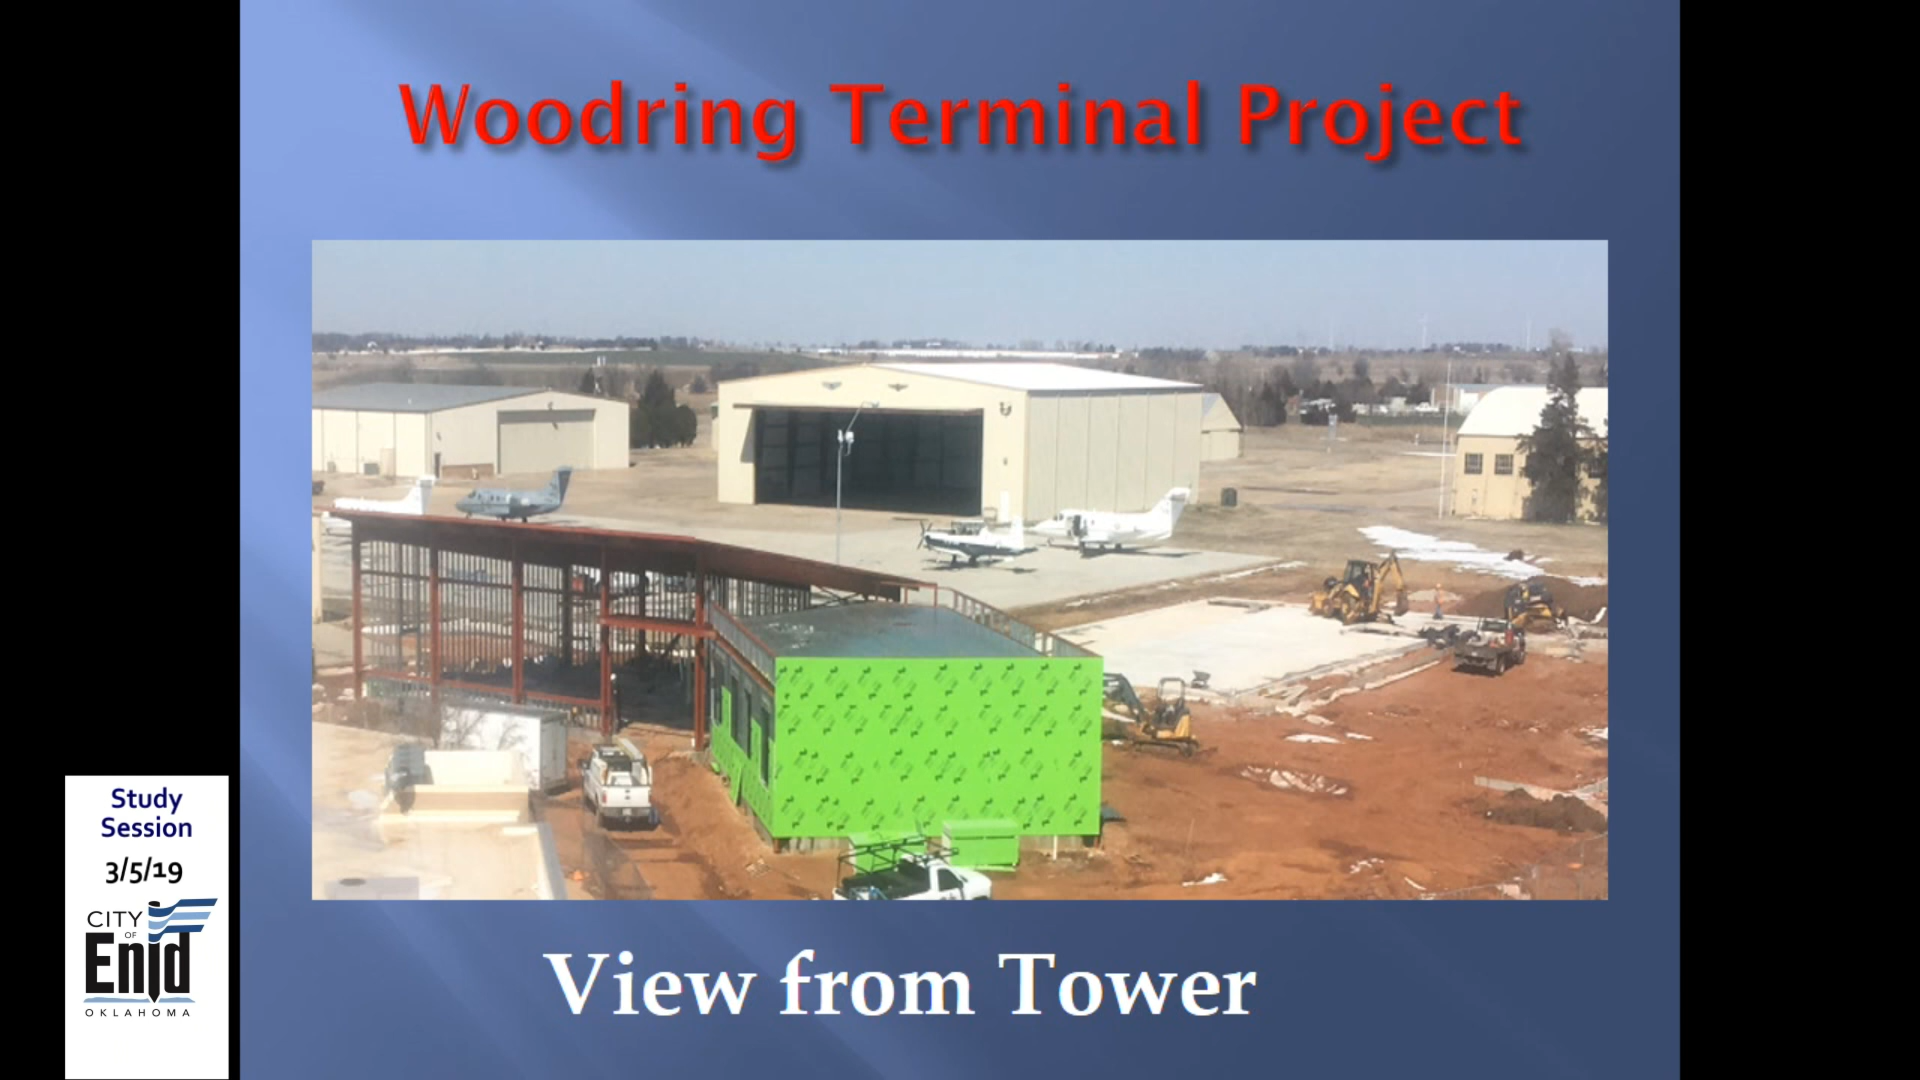 Woodring Terminal Project
View from Tower
Study
Session
3/5/19
CITY
OF
Enid
OKLAHOMA